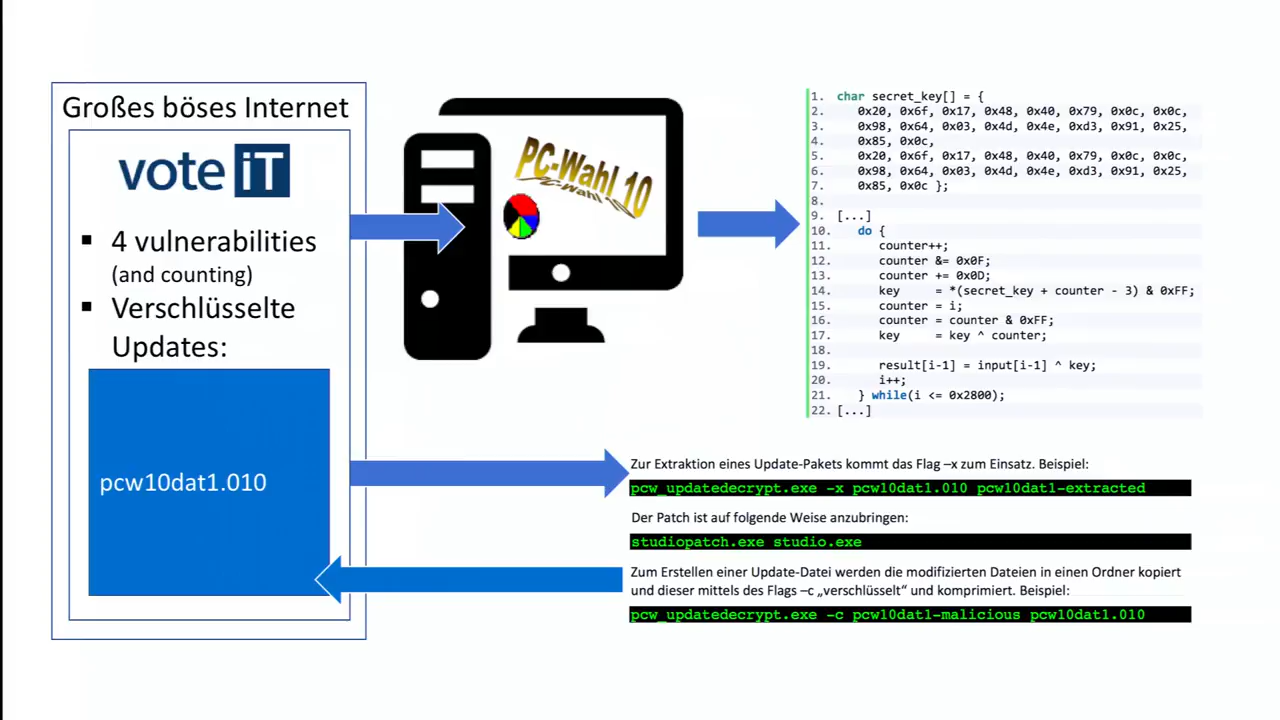 Großes böses Internet
vote iT
▪ 4 vulnerabilities
(and counting)
▪ Verschlüsselte
Updates:
pcw10dat1.010
PC-Wahl 10
PC-Wahl 10
1. char secret_key[] = {
2. 0x20, 0x6f, 0x17, 0x48, 0x40, 0x79, 0x0c, 0x0c,
3. 0x98, 0x64, 0x03, 0x4d, 0x4e, 0xd3, 0x91, 0x25,
4. 0x85, 0x0c,
5. 0x20, 0x6f, 0x17, 0x48, 0x40, 0x79, 0x0c, 0x0c,
6. 0x98, 0x64, 0x03, 0x4d, 0x4e, 0xd3, 0x91, 0x25,
7. 0x85, 0x0c };
8.
9. [...]
10. do {
11. counter++;
12. counter &= 0x0F;
13. counter += 0x0D;
14. key = *(secret_key + counter - 3) & 0xFF;
15. counter = i;
16. counter = counter & 0xFF;
17. key = key ^ counter;
18.
19. result[i-1] = input[i-1] ^ key;
20. i++;
21. } while(i <= 0x2800);
22. [...]
Zur Extraktion eines Update-Pakets kommt das Flag –x zum Einsatz. Beispiel:
pcw_updatedecrypt.exe -x pcw10dat1.010 pcw10dat1-extracted
Der Patch ist auf folgende Weise anzubringen:
studiopatch.exe studio.exe
Zum Erstellen einer Update-Datei werden die modifizierten Dateien in einen Ordner kopiert
und dieser mittels des Flags –c „verschlüsselt“ und komprimiert. Beispiel:
pcw_updatedecrypt.exe -c pcw10dat1-malicious pcw10dat1.010